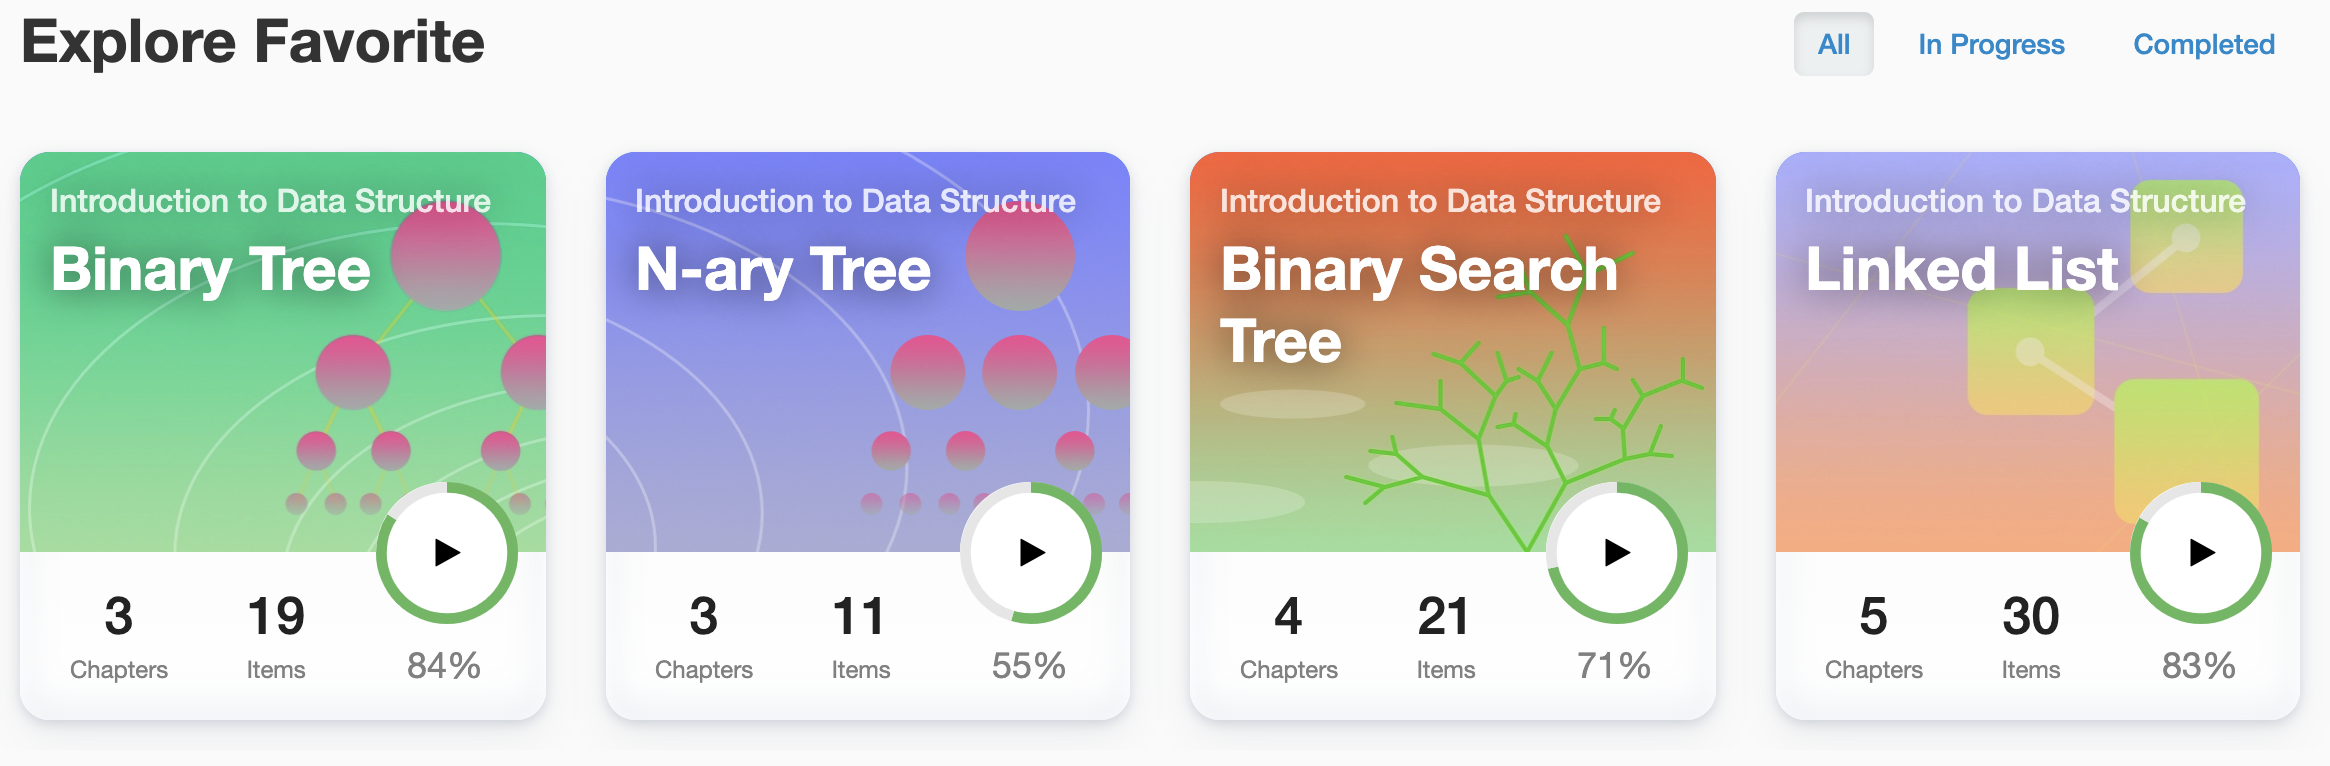 Explore Favorite
All
In Progress
Completed
Introduction to Data Structure
Binary Tree
3
Chapters
19
Items
84%
Introduction to Data Structure
N-ary Tree
3
Chapters
11
Items
55%
Introduction to Data Structure
Binary Search
Tree
4
Chapters
21
Items
71%
Introduction to Data Structure
Linked List
5
Chapters
30
Items
83%